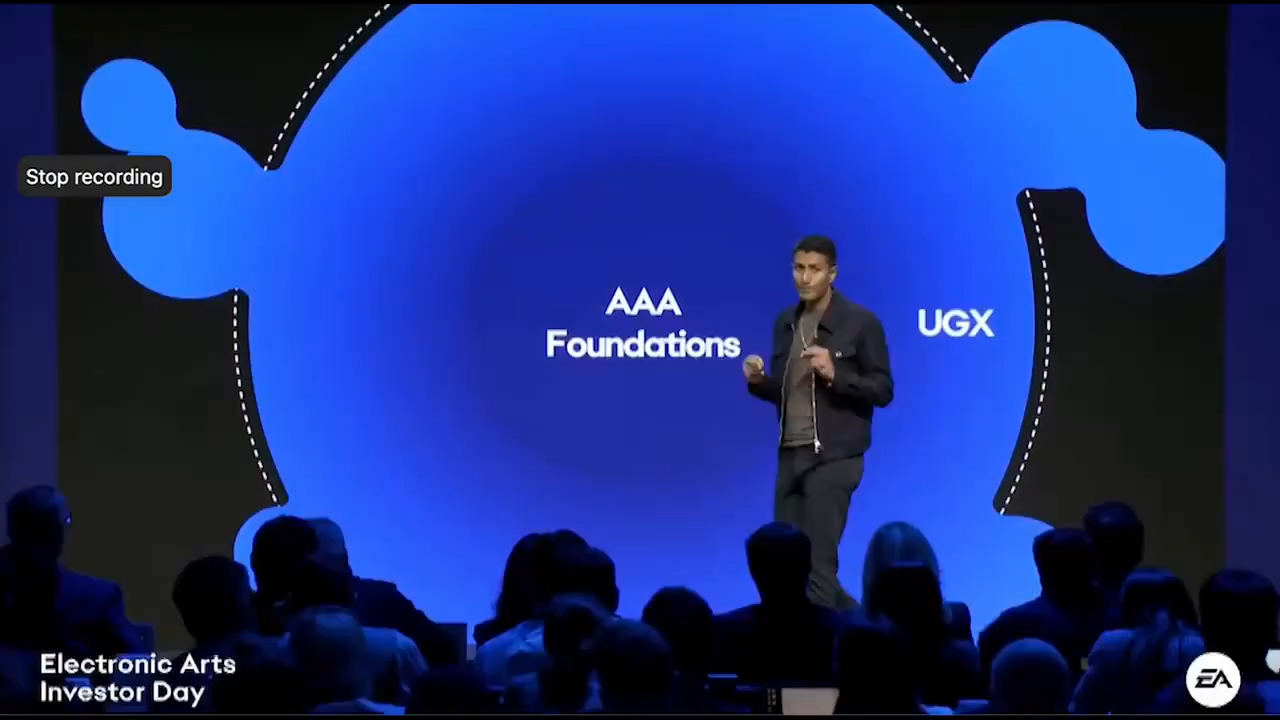 Stop recording
AAA
Foundations
UGX
Electronic Arts
Investor Day
EA